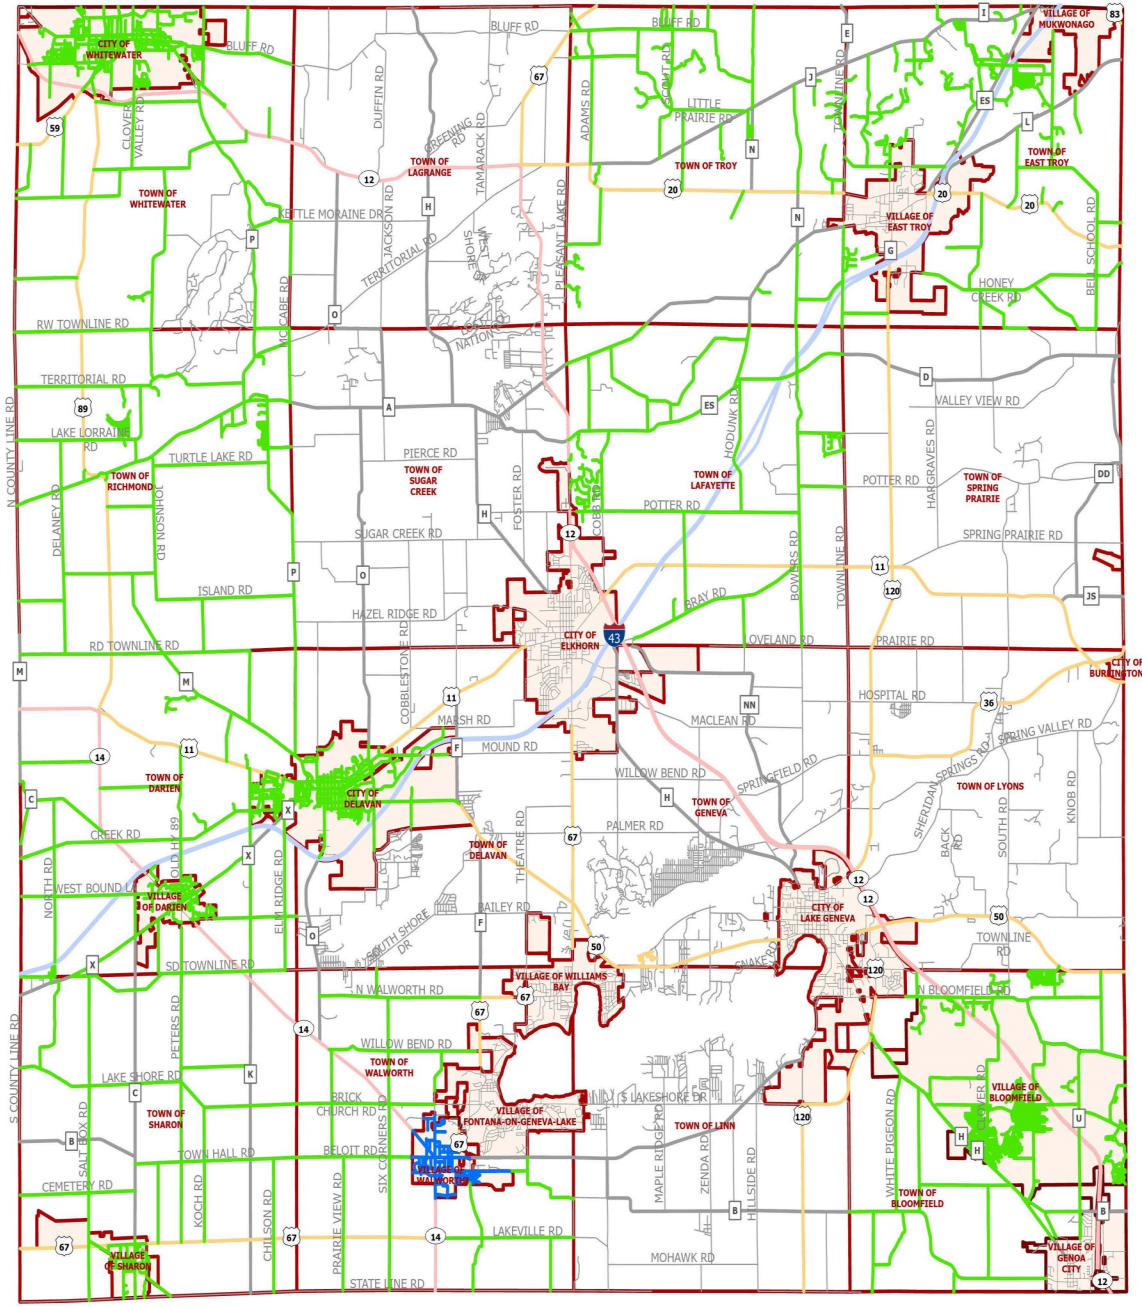 VILLAGE OF
MUKWONAGO
83
I
E
BLUFF RD
BLUFF RD
CITY OF
WHITEWATER
BLUFF RD
67
DUFFIN RD
ADAMS RD
SCOUT RD
TOWNLINE RD
J
ES
L
LITTLE
PRAIRIE RD
CLOVER
VALLEY RD
59
GREENING
RD
TAMARACK RD
N
TOWN OF
EAST TROY
TOWN OF
LAGRANGE
TOWN OF TROY
12
20
20
20
TOWN OF
WHITEWATER
H
KETTLE MORAINE DR
JACKSON RD
PLEASANT LAKE RD
N
VILLAGE OF
EAST TROY
P
TERRITORIAL RD
WEST
SHORE DR
G
BELL SCHOOL RD
HONEY
CREEK RD
MCCABE RD
O
RW TOWNLINE RD
NATION
TERRITORIAL RD
D
89
A
ES
VALLEY VIEW RD
N COUNTY LINE RD
LAKE LORRAINE
RD
HODUNK RD
HARGRAVES RD
TURTLE LAKE RD
PIERCE RD
TOWN OF
RICHMOND
TOWN OF
SUGAR
CREEK
FOSTER RD
TOWN OF
LAFAYETTE
POTTER RD
TOWN OF
SPRING
PRAIRIE
DD
DELANEY RD
JOHNSON RD
H
COBB RD
POTTER RD
SUGAR CREEK RD
12
BOWERS RD
TOWNLINE RD
SPRING PRAIRIE RD
P
O
11
120
ISLAND RD
BRAY RD
JS
HAZEL RIDGE RD
CITY OF
ELKHORN
43
LOVELAND RD
PRAIRIE RD
RD TOWNLINE RD
COBBLESTONE RD
M
M
CITY OF
BURLINGTON
11
HOSPITAL RD
36
NN
MARSH RD
MACLEAN RD
SPRING VALLEY RD
11
F
MOUND RD
14
TOWN OF
DARIEN
WILLOW BEND RD
SPRINGFIELD RD
SHERIDAN SPRINGS RD
TOWN OF LYONS
C
CITY OF
DELAVAN
H
TOWN OF
GENEVA
KNOB RD
X
CREEK RD
OLD HY 89
PALMER RD
67
BACK
RD
SOUTH RD
X
TOWN OF
DELAVAN
THEATRE RD
NORTH RD
WEST BOUND LA
ELM RIDGE RD
12
12
VILLAGE
OF DARIEN
BAILEY RD
CITY OF
LAKE GENEVA
50
O
F
SOUTH SHORE
DR
50
TOWNLINE
RD
X
SD TOWNLINE RD
SNAKE RD
120
VILLAGE OF WILLIAMS
BAY
N WALWORTH RD
67
N BLOOMFIELD RD
67
S COUNTY LINE RD
PETERS RD
14
WILLOW BEND RD
TOWN OF
WALWORTH
K
LAKE SHORE RD
C
CLOVER RD
VILLAGE OF
BLOOMFIELD
BRICK
CHURCH RD
S LAKESHORE DR
TOWN OF
SHARON
VILLAGE OF
FONTANA-ON-GENEVA-LAKE
120
U
TOWN OF LINN
B
SALT BOX RD
67
H
H
TOWN HALL RD
BELOIT RD
SIX CORNERS RD
VILLAGE OF
WALWORTH
MAPLE RIDGE RD
ZENDA RD
HILLSIDE RD
WHITE PIGEON RD
CEMETERY RD
KOCH RD
TOWN OF
BLOOMFIELD
B
B
CHILSON RD
PRAIRIE VIEW RD
67
67
14
LAKEVILLE RD
VILLAGE
OF SHARON
MOHAWK RD
VILLAGE OF
GENOA
CITY
STATE LINE RD
12